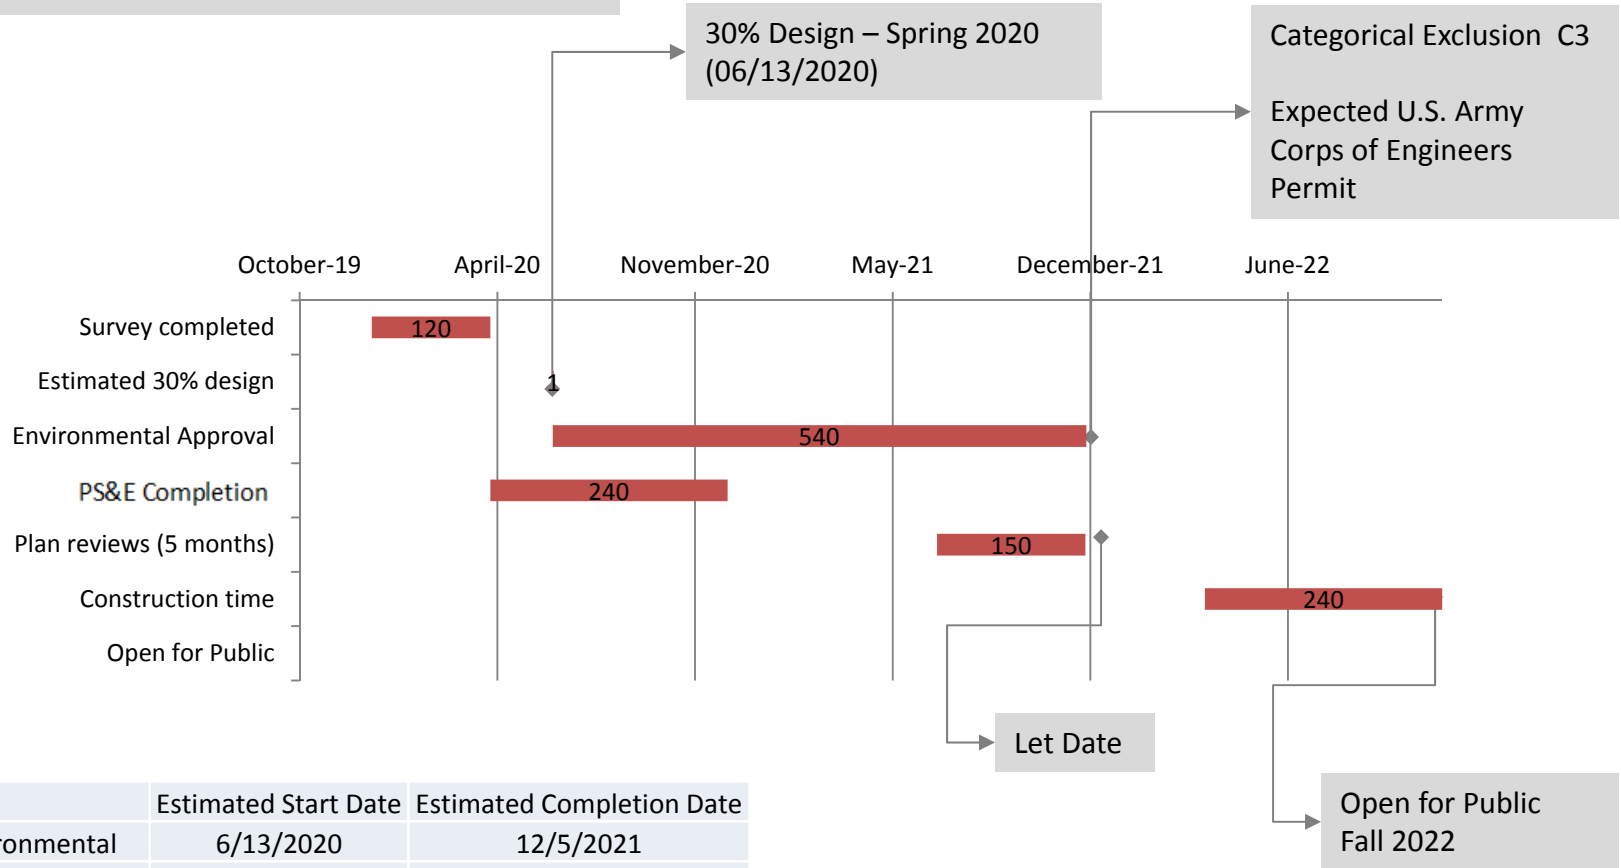 30% Design – Spring 2020
(06/13/2020)
Categorical Exclusion C3
Expected U.S. Army
Corps of Engineers
Permit
October-19 April-20 November-20 May-21 December-21 June-22
Survey completed 120
Estimated 30% design 1
Environmental Approval 540
PS&E Completion 240
Plan reviews (5 months) 150
Construction time 240
Open for Public
Let Date
Open for Public
Fall 2022
Estimated Start Date Estimated Completion Date
ronmental 6/13/2020 12/5/2021